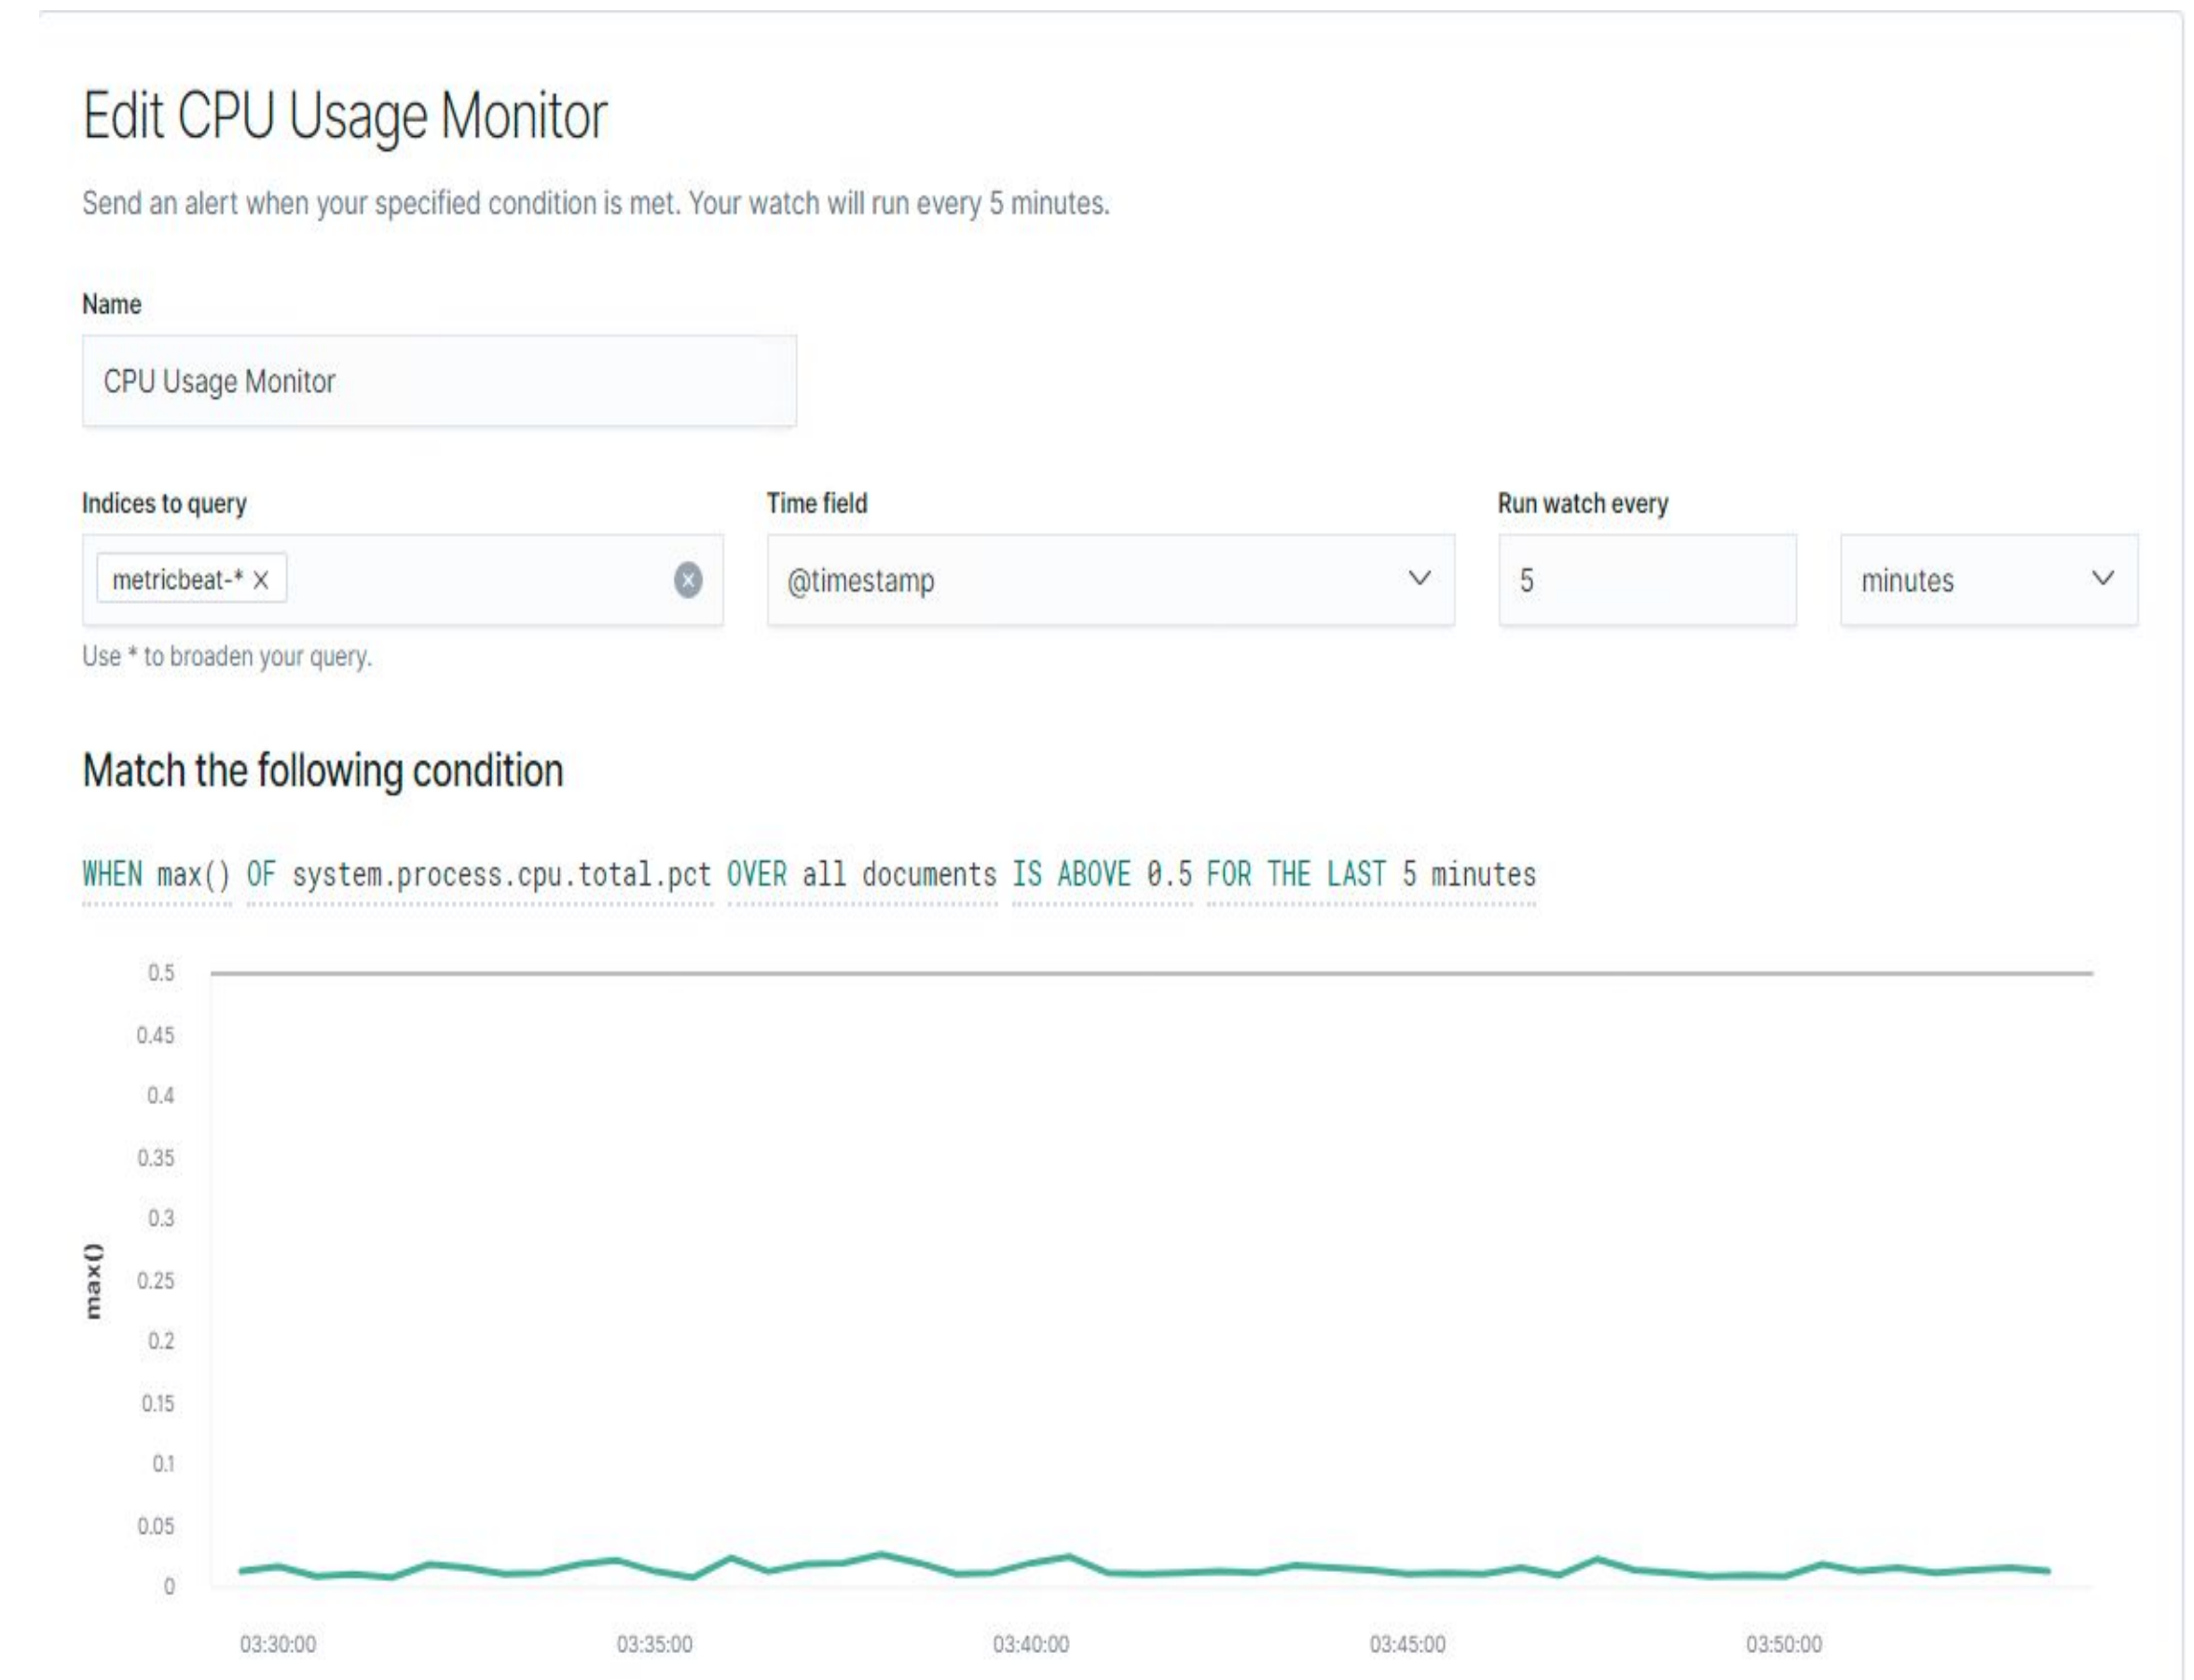 Edit CPU Usage Monitor
Send an alert when your specified condition is met. Your watch will run every 5 minutes.
Name
CPU Usage Monitor
Indices to query Time field Run watch every
metricbeat-* @timestamp 5 minutes
Use * to broaden your query.
Match the following condition
WHEN max() OF system.process.cpu.total.pct OVER all documents IS ABOVE 0.5 FOR THE LAST 5 minutes
0.5
0.45
0.4
0.35
0.3
0.25
0.2
0.15
0.1
0.05
0
max()
03:30:00 03:35:00 03:40:00 03:45:00 03:50:00